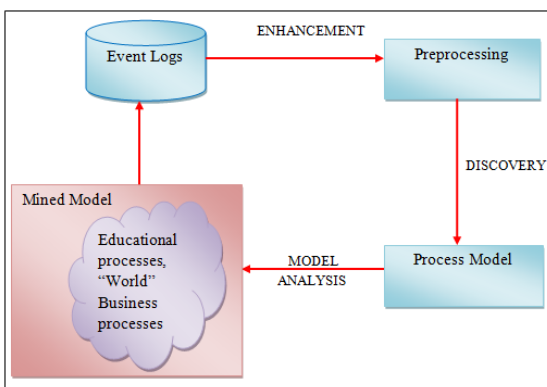 ENHANCEMENT
Event Logs
Preprocessing
DISCOVERY
Mined Model
Educational
processes,
“World”
Business
processes
MODEL
ANALYSIS
Process Model